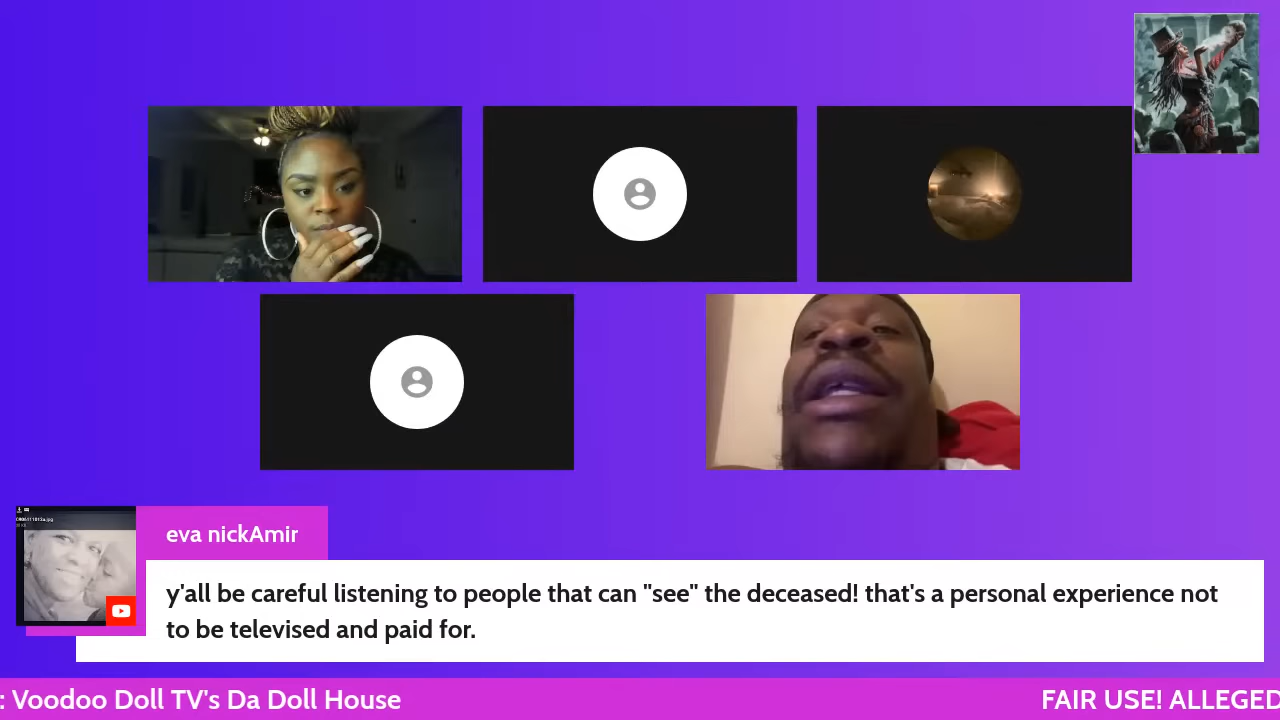 eva nickAmir
y'all be careful listening to people that can "see" the deceased! that's a personal experience not
to be televised and paid for.
: Voodoo Doll TV's Da Doll House
FAIR USE! ALLEGED